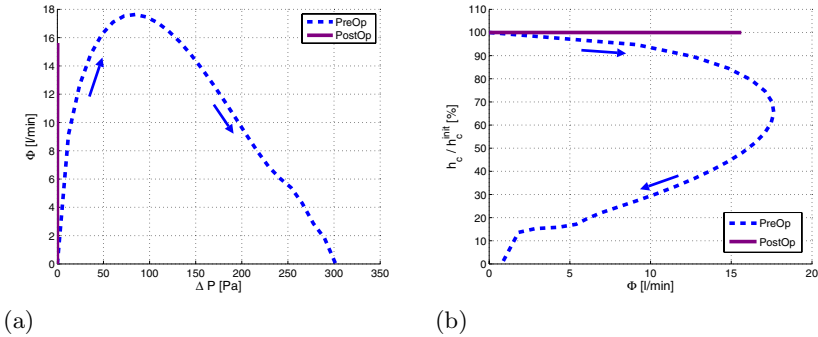 18
16
14
12
10
8
6
4
2
0
Φ [l/min]
0 50 100 150 200 250 300 350
Δ P [Pa]
PreOp
PostOp
(a)
110
100
90
80
70
60
50
40
30
20
10
0
h_c / h_c^init [%]
0 5 10 15 20
Φ [l/min]
PreOp
PostOp
(b)